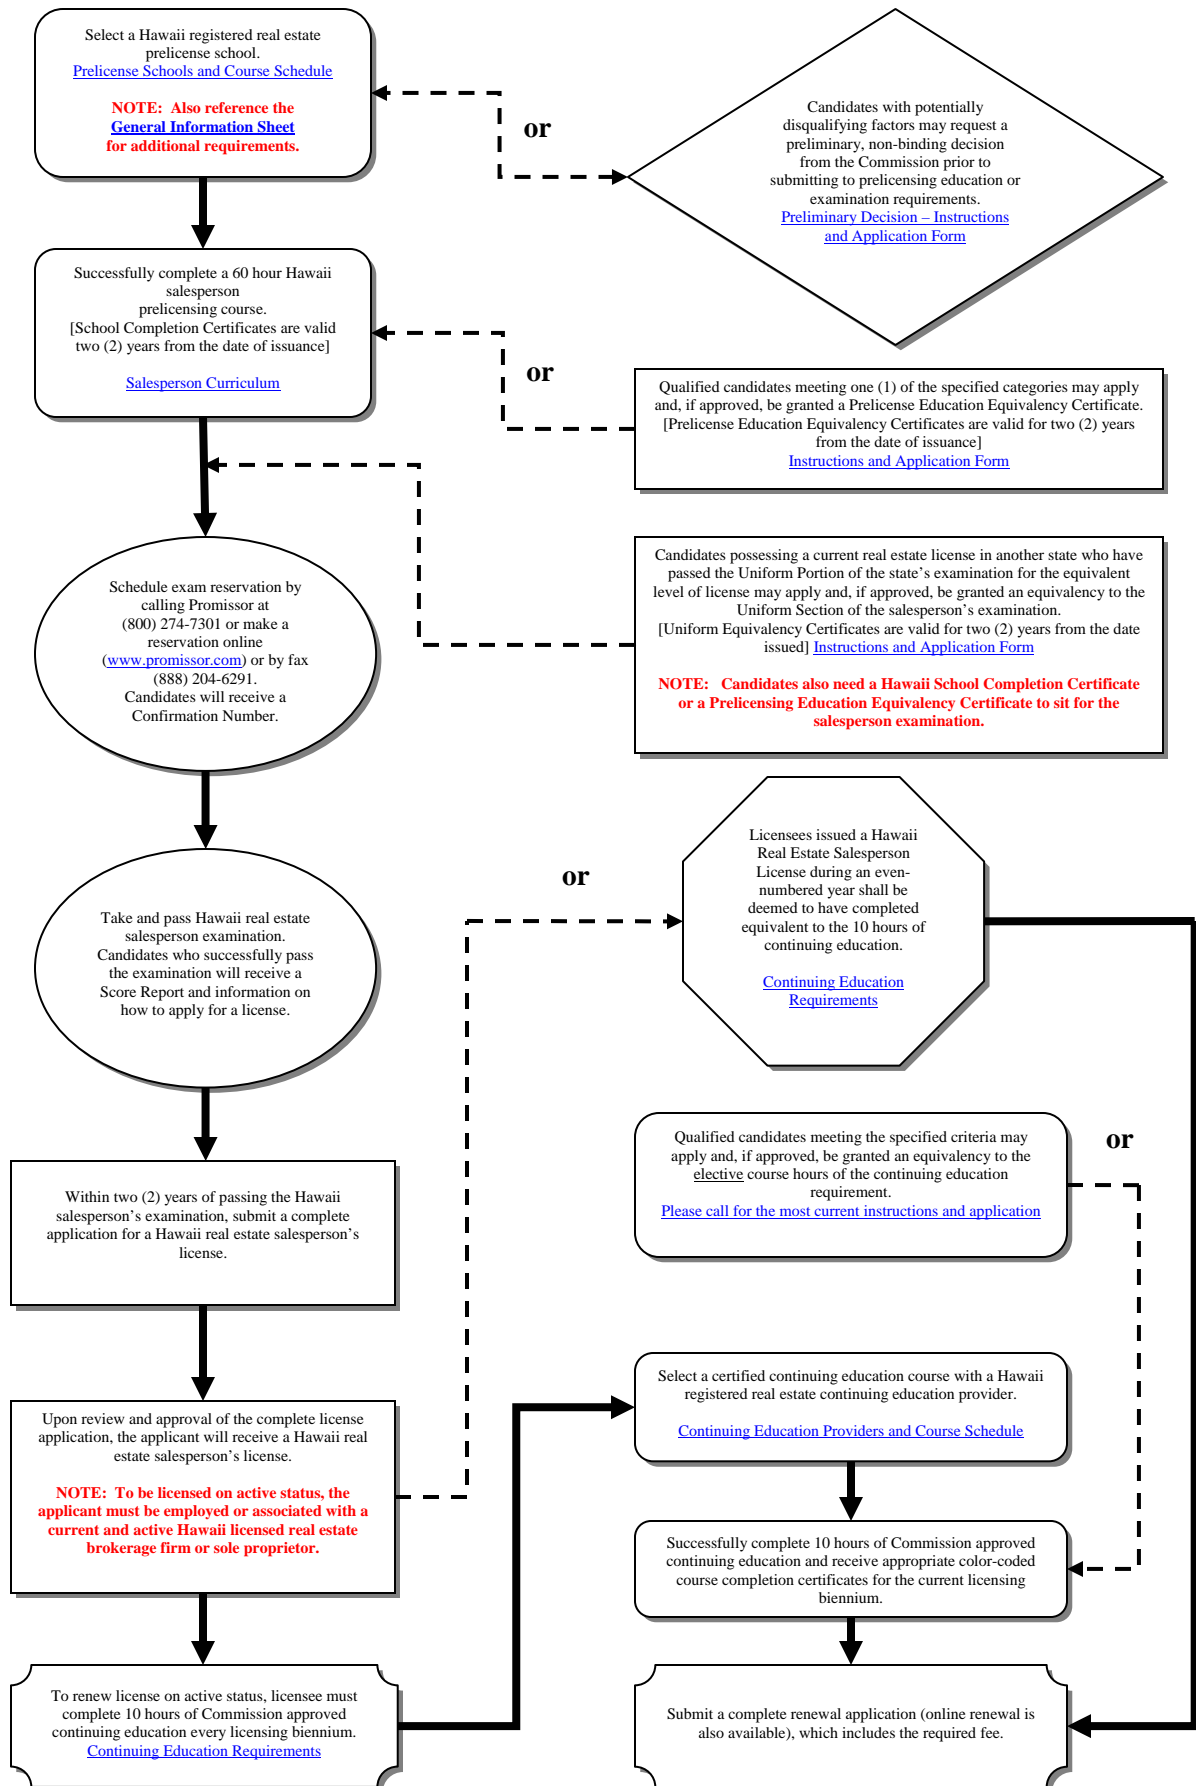 Select a Hawaii registered real estate
prelicense school.
Prelicense Schools and Course Schedule
NOTE:  Also reference the
General Information Sheet
for additional requirements.
or
Candidates with potentially
disqualifying factors may request a
preliminary, non-binding decision
from the Commission prior to
submitting to prelicensing education or
examination requirements.
Preliminary Decision – Instructions
and Application Form
Successfully complete a 60 hour Hawaii
salesperson
prelicensing course.
[School Completion Certificates are valid
two (2) years from the date of issuance]
Salesperson Curriculum
or
Qualified candidates meeting one (1) of the specified categories may apply
and, if approved, be granted a Prelicense Education Equivalency Certificate.
[Prelicense Education Equivalency Certificates are valid for two (2) years
from the date of issuance]
Instructions and Application Form
Candidates possessing a current real estate license in another state who have
passed the Uniform Portion of the state's examination for the equivalent
level of license may apply and, if approved, be granted an equivalency to the
Uniform Section of the salesperson's examination.
[Uniform Equivalency Certificates are valid for two (2) years from the date
issued] Instructions and Application Form
NOTE:   Candidates also need a Hawaii School Completion Certificate
or a Prelicensing Education Equivalency Certificate to sit for the
salesperson examination.
Schedule exam reservation by
calling Promissor at
(800) 274-7301 or make a
reservation online
(www.promissor.com) or by fax
(888) 204-6291.
Candidates will receive a
Confirmation Number.
Take and pass Hawaii real estate
salesperson examination.
Candidates who successfully pass
the examination will receive a
Score Report and information on
how to apply for a license.
or
Licensees issued a Hawaii
Real Estate Salesperson
License during an even-
numbered year shall be
deemed to have completed
equivalent to the 10 hours of
continuing education.
Continuing Education
Requirements
Within two (2) years of passing the Hawaii
salesperson's examination, submit a complete
application for a Hawaii real estate salesperson's
license.
Qualified candidates meeting the specified criteria may
apply and, if approved, be granted an equivalency to the
elective course hours of the continuing education
requirement.
Please call for the most current instructions and application
or
Upon review and approval of the complete license
application, the applicant will receive a Hawaii real
estate salesperson's license.
NOTE:  To be licensed on active status, the
applicant must be employed or associated with a
current and active Hawaii licensed real estate
brokerage firm or sole proprietor.
Select a certified continuing education course with a Hawaii
registered real estate continuing education provider.
Continuing Education Providers and Course Schedule
Successfully complete 10 hours of Commission approved
continuing education and receive appropriate color-coded
course completion certificates for the current licensing
biennium.
To renew license on active status, licensee must
complete 10 hours of Commission approved
continuing education every licensing biennium.
Continuing Education Requirements
Submit a complete renewal application (online renewal is
also available), which includes the required fee.